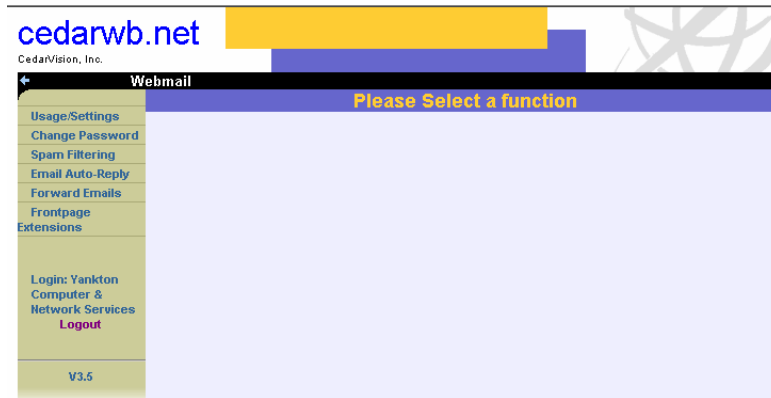 cedarwb.net
CedarVision, Inc.
Webmail
Please Select a function
Usage/Settings
Change Password
Spam Filtering
Email Auto-Reply
Forward Emails
Frontpage
Extensions
Login: Yankton
Computer &
Network Services
Logout
V3.5